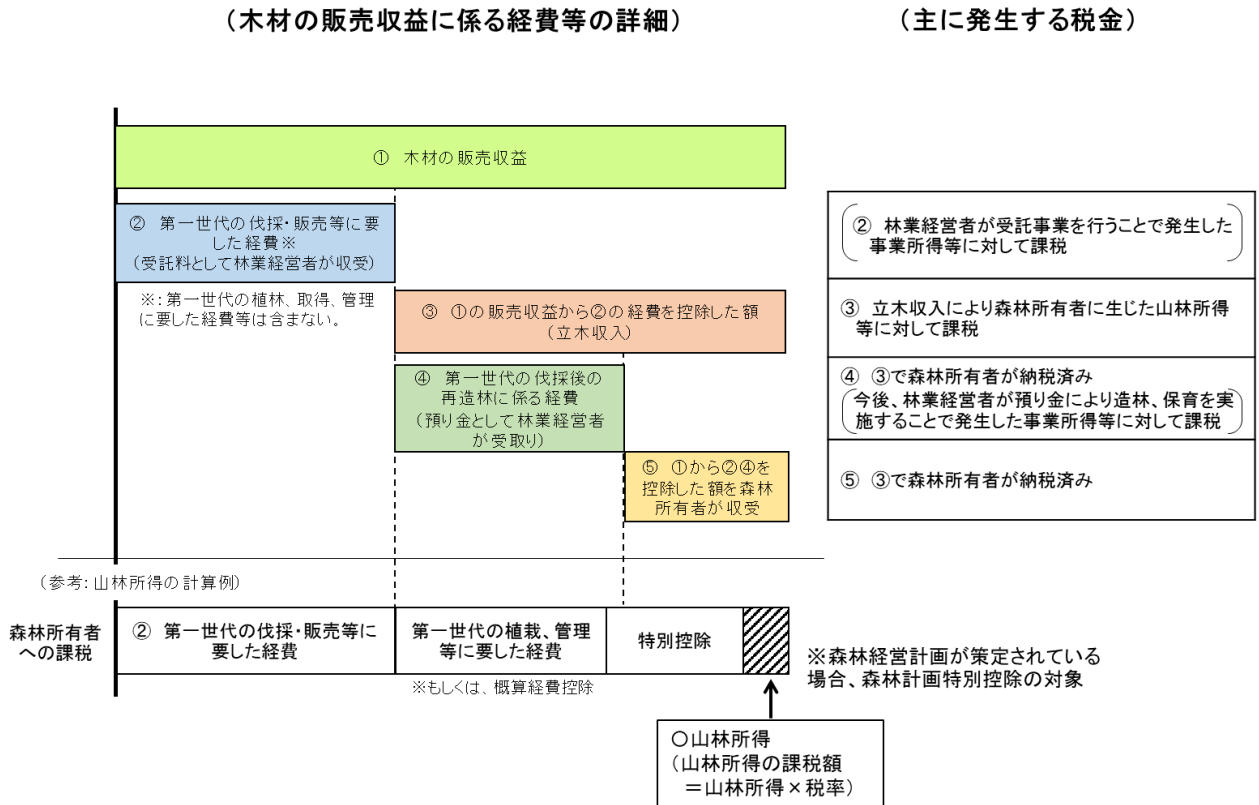 （木材の販売収益に係る経費等の詳細）
（主に発生する税金）
① 木材の販売収益
② 第一世代の伐採・販売等に要
した経費※
（受託料として林業経営者が収受）
※：第一世代の植林、取得、管理
に要した経費等は含まない。
③ ①の販売収益から②の経費を控除した額
（立木収入）
④ 第一世代の伐採後の
再造林に係る経費
（預り金として林業経営者
が受取り）
⑤ ①から②④を
控除した額を森林
所有者が収受
② 林業経営者が受託事業を行うことで発生した
事業所得等に対して課税
③ 立木収入により森林所有者に生じた山林所得
等に対して課税
④ ③で森林所有者が納税済み
今後、林業経営者が預り金により造林、保育を実
施することで発生した事業所得等に対して課税
⑤ ③で森林所有者が納税済み
（参考：山林所得の計算例）
森林所有者
への課税
② 第一世代の伐採・販売等に
要した経費
第一世代の植栽、管理
等に要した経費
特別控除
※もしくは、概算経費控除
※森林経営計画が策定されている
場合、森林計画特別控除の対象
○山林所得
（山林所得の課税額
＝山林所得×税率）